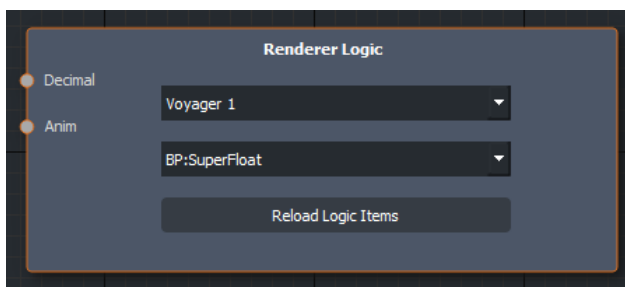 Renderer Logic
Decimal
Voyager 1
Anim
BP:SuperFloat
Reload Logic Items